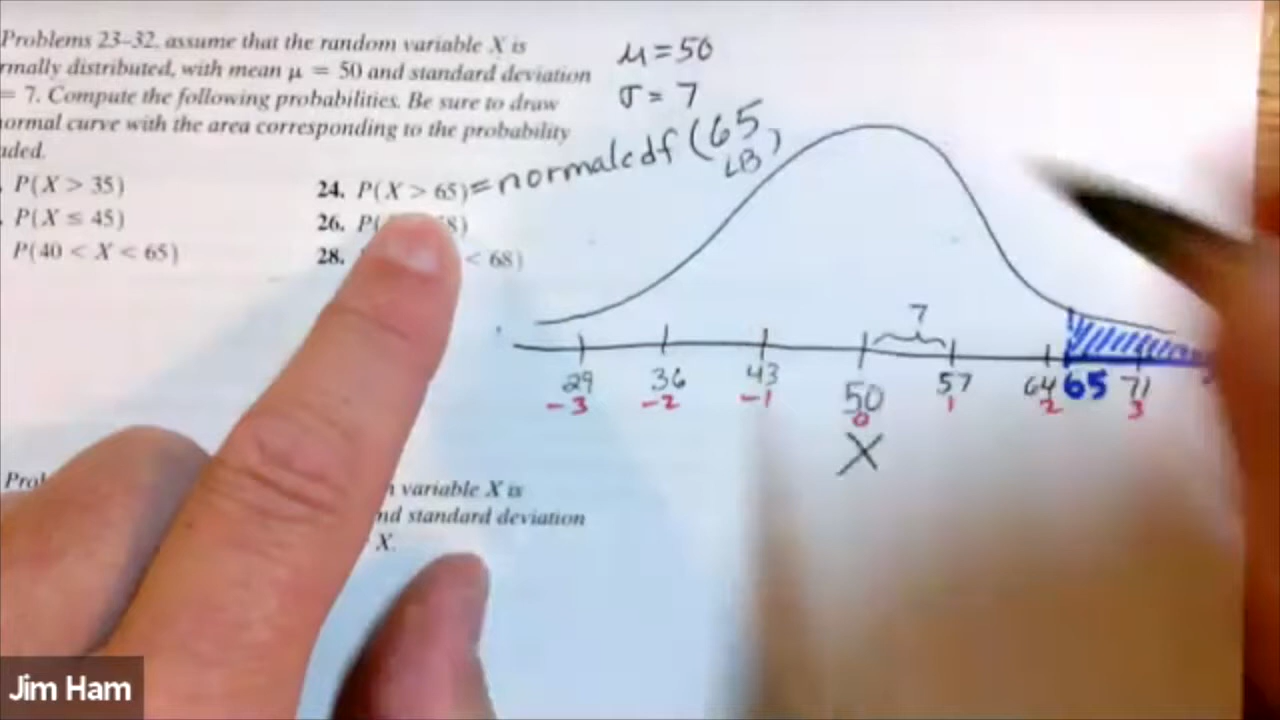 Problems 23–32, assume that the random variable X is
rmally distributed, with mean μ = 50 and standard deviation
= 7. Compute the following probabilities. Be sure to draw
normal curve with the area corresponding to the probability
aded.
P(X > 35)
24. P(X > 65) = normalcdf (65,
LB)
P(X ≤ 45)
26. P( 8)
P(40 < X < 65)
28. < 68)
μ = 50
σ = 7
7
29 36 43 50 57 64 65 71
-3 -2 -1 0 1 2 3
X
variable X is
nd standard deviation
X.
Jim Ham